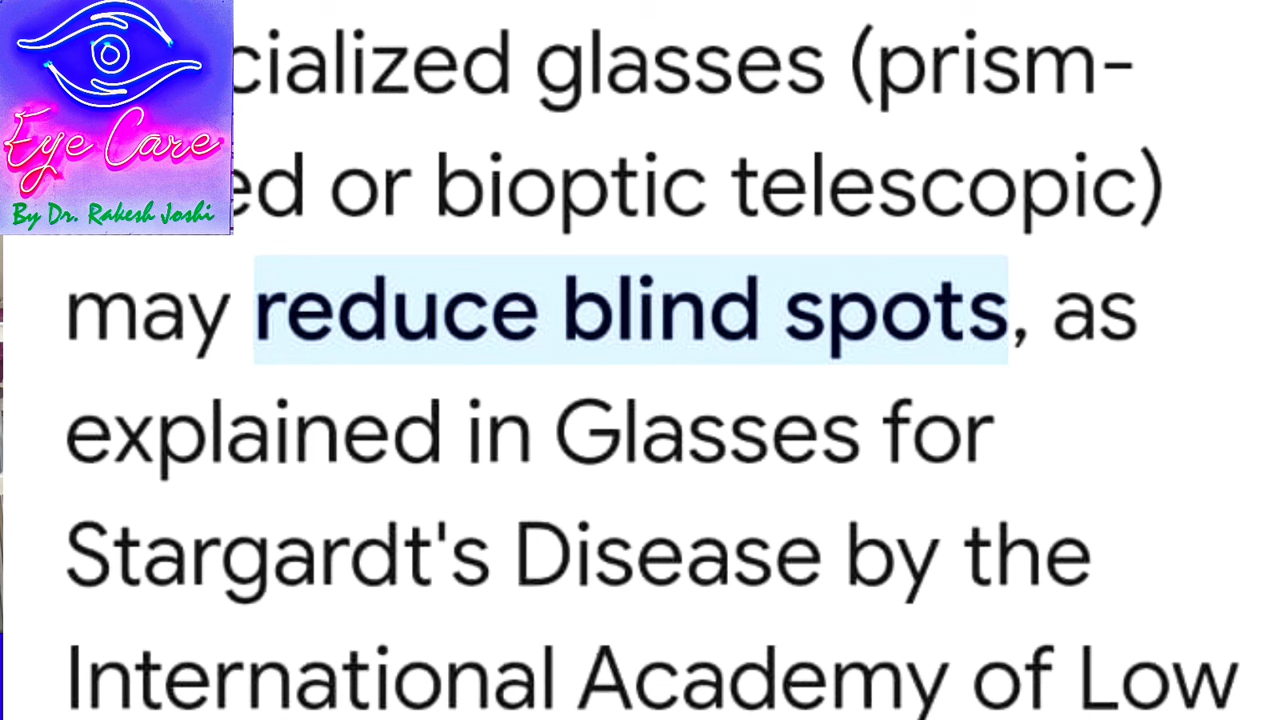 Eye Care
By Dr. Rakesh Joshi
cialized glasses (prism-
ed or bioptic telescopic)
may reduce blind spots, as
explained in Glasses for
Stargardt's Disease by the
International Academy of Low